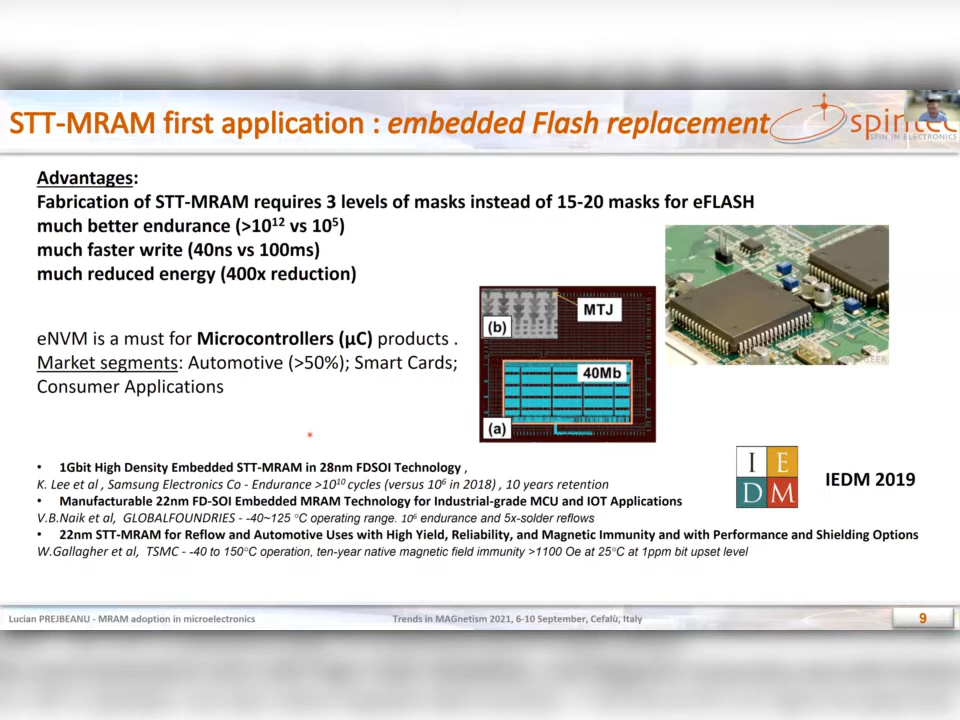 STT-MRAM first application : embedded Flash replacement
spintec
SPIN IN ELECTRONICS
Advantages:
Fabrication of STT-MRAM requires 3 levels of masks instead of 15-20 masks for eFLASH
much better endurance (>10¹² vs 10⁵)
much faster write (40ns vs 100ms)
much reduced energy (400x reduction)
MTJ
(b)
40Mb
(a)
eNVM is a must for Microcontrollers (µC) products .
Market segments: Automotive (>50%); Smart Cards;
Consumer Applications
• 1Gbit High Density Embedded STT-MRAM in 28nm FDSOI Technology ,
K. Lee et al , Samsung Electronics Co - Endurance >10¹⁰ cycles (versus 10⁶ in 2018) , 10 years retention
• Manufacturable 22nm FD-SOI Embedded MRAM Technology for Industrial-grade MCU and IOT Applications
V.B.Naik et al, GLOBALFOUNDRIES - -40~125 °C operating range. 10⁶ endurance and 5x-solder reflows
• 22nm STT-MRAM for Reflow and Automotive Uses with High Yield, Reliability, and Magnetic Immunity and with Performance and Shielding Options
W.Gallagher et al, TSMC - -40 to 150°C operation, ten-year native magnetic field immunity >1100 Oe at 25°C at 1ppm bit upset level
I E
D M
IEDM 2019
Lucian PREJBEANU - MRAM adoption in microelectronics
Trends in MAGnetism 2021, 6-10 September, Cefalù, Italy
9